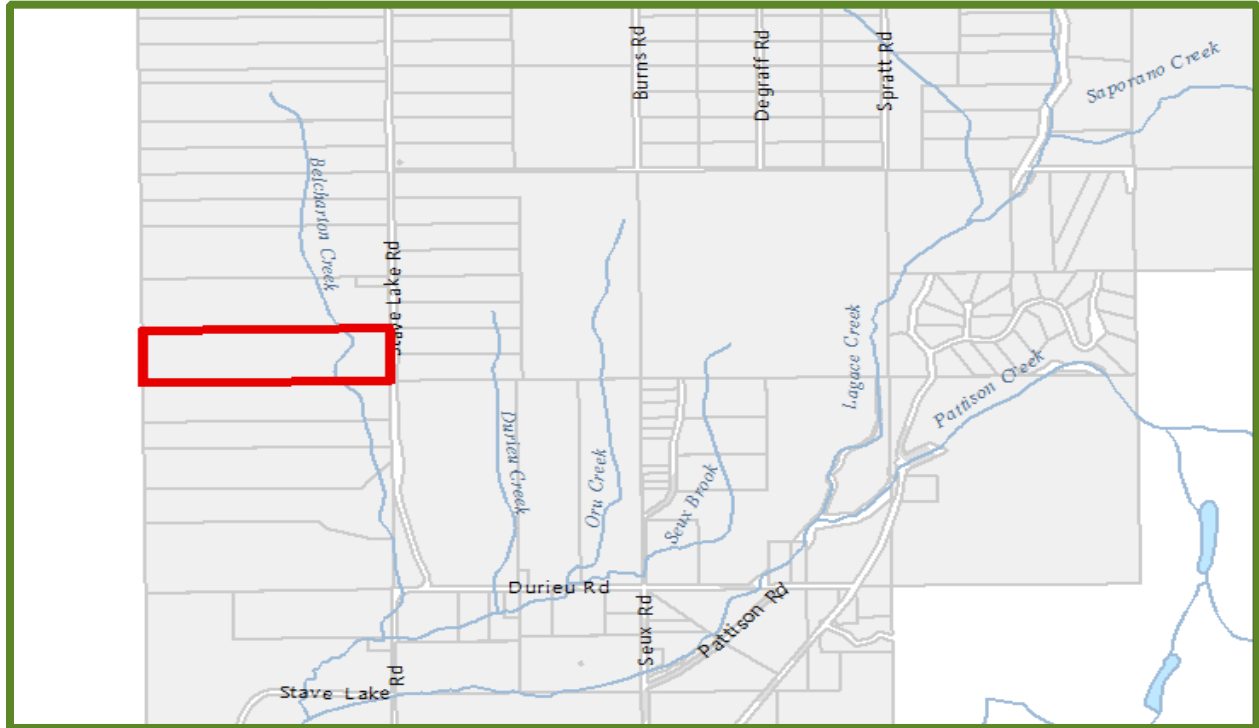 Burns Rd
Degraff Rd
Spratt Rd
Saporano Creek
Belcharton Creek
Stave Lake Rd
Lagace Creek
Pattison Creek
Durieu Creek
Oru Creek
Seux Brook
Durieu Rd
Seux Rd
Pattison Rd
Stave Lake Rd